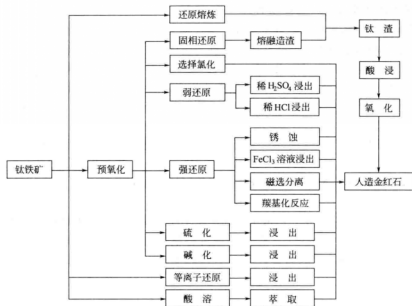 还原熔炼
钛渣
固相还原
熔融造渣
选择氯化
酸浸
弱还原
稀H₂SO₄浸出
稀HCl浸出
氧化
锈蚀
FeCl₃溶液浸出
钛铁矿
预氧化
强还原
磁选分离
人造金红石
羰基化反应
硫化
浸出
碱化
浸出
等离子还原
浸出
酸溶
萃取